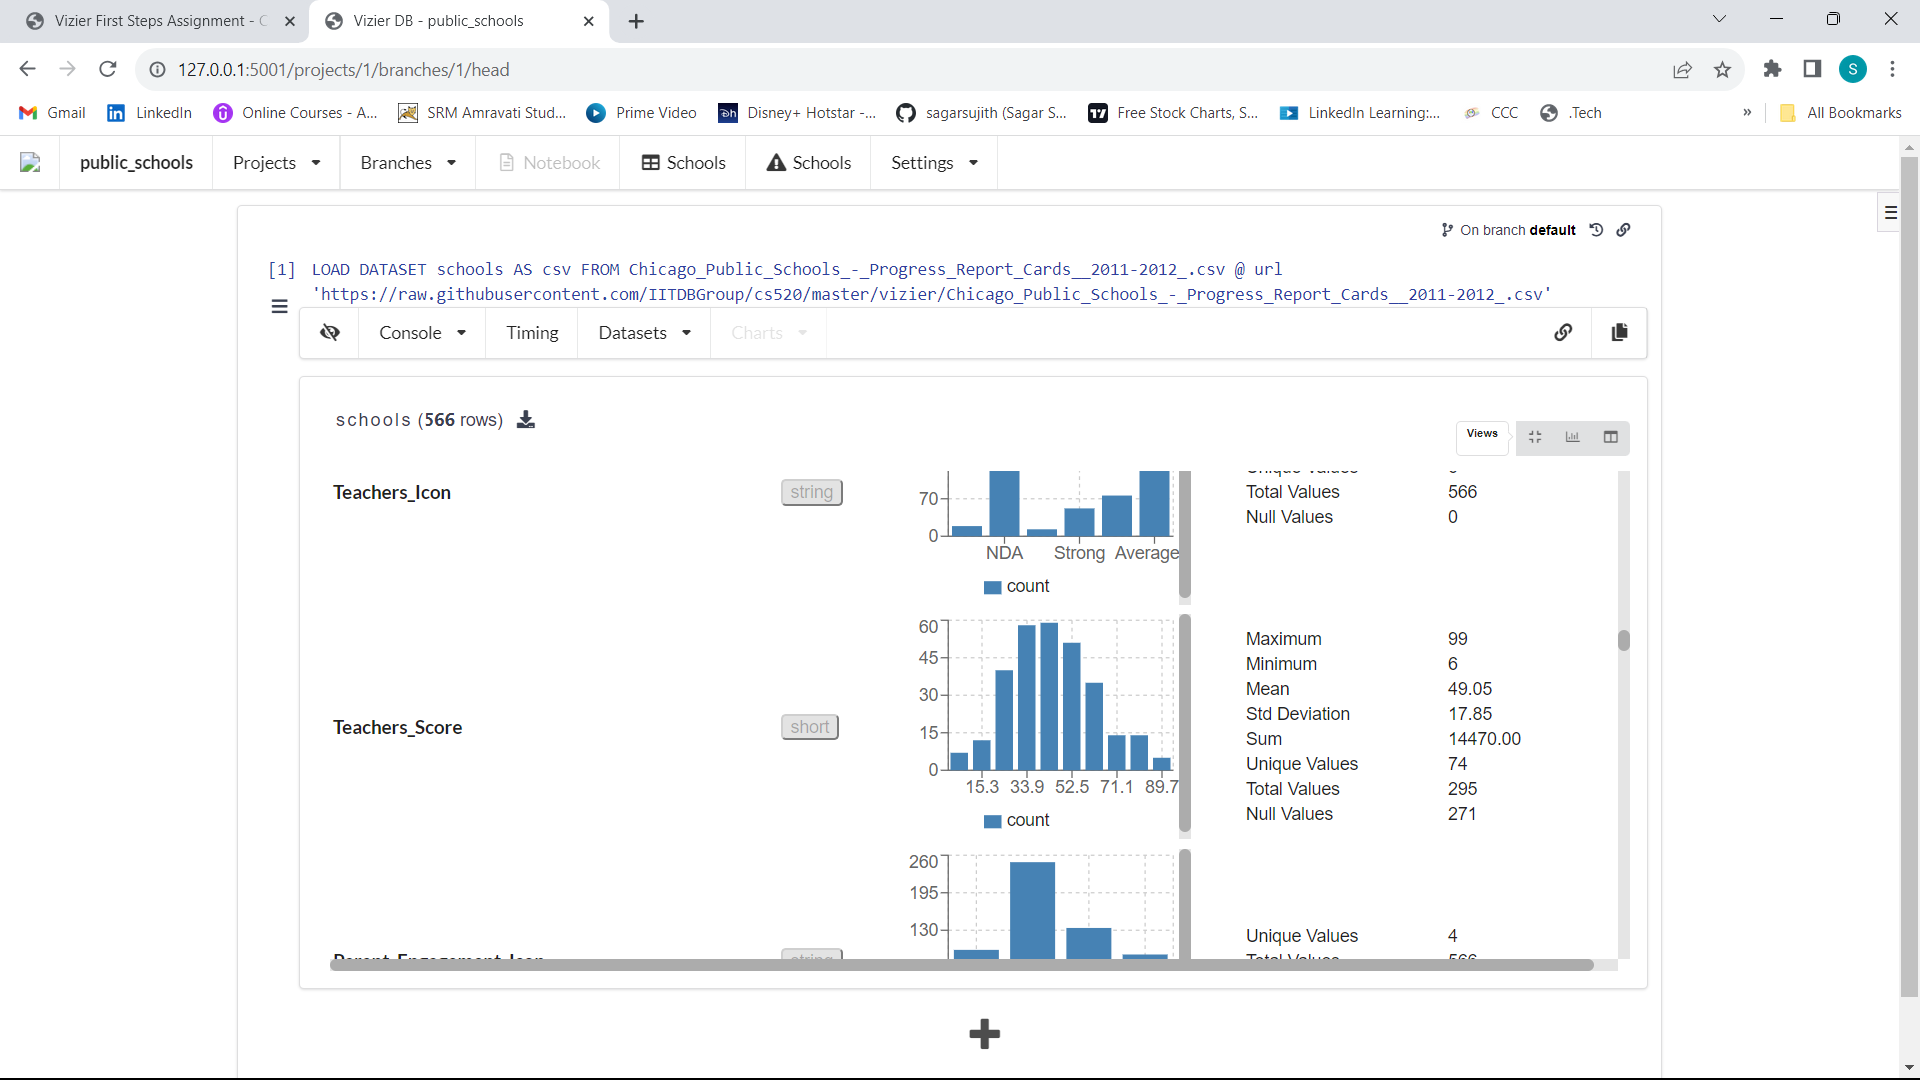 Vizier First Steps Assignment - C
Vizier DB - public_schools
127.0.0.1:5001/projects/1/branches/1/head
S
Gmail
LinkedIn
Online Courses - A...
SRM Amravati Stud...
Prime Video
Disney+ Hotstar -...
sagarsujith (Sagar S...
Free Stock Charts, S...
LinkedIn Learning:...
CCC
.Tech
»
All Bookmarks
public_schools
Projects
Branches
Notebook
Schools
Schools
Settings
On branch default
[1] LOAD DATASET schools AS csv FROM Chicago_Public_Schools_-_Progress_Report_Cards__2011-2012_.csv @ url
'https://raw.githubusercontent.com/IITDBGroup/cs520/master/vizier/Chicago_Public_Schools_-_Progress_Report_Cards__2011-2012_.csv'
Console
Timing
Datasets
Charts
schools (566 rows)
Views
Teachers_Icon
string
70
0
NDA Strong Average
count
Unique Values
Total Values 566
Null Values 0
Teachers_Score
short
60
45
30
15
0
15.3 33.9 52.5 71.1 89.7
count
Maximum 99
Minimum 6
Mean 49.05
Std Deviation 17.85
Sum 14470.00
Unique Values 74
Total Values 295
Null Values 271
Parent_Engagement_Icon
string
260
195
130
Unique Values 4
Total Values 566